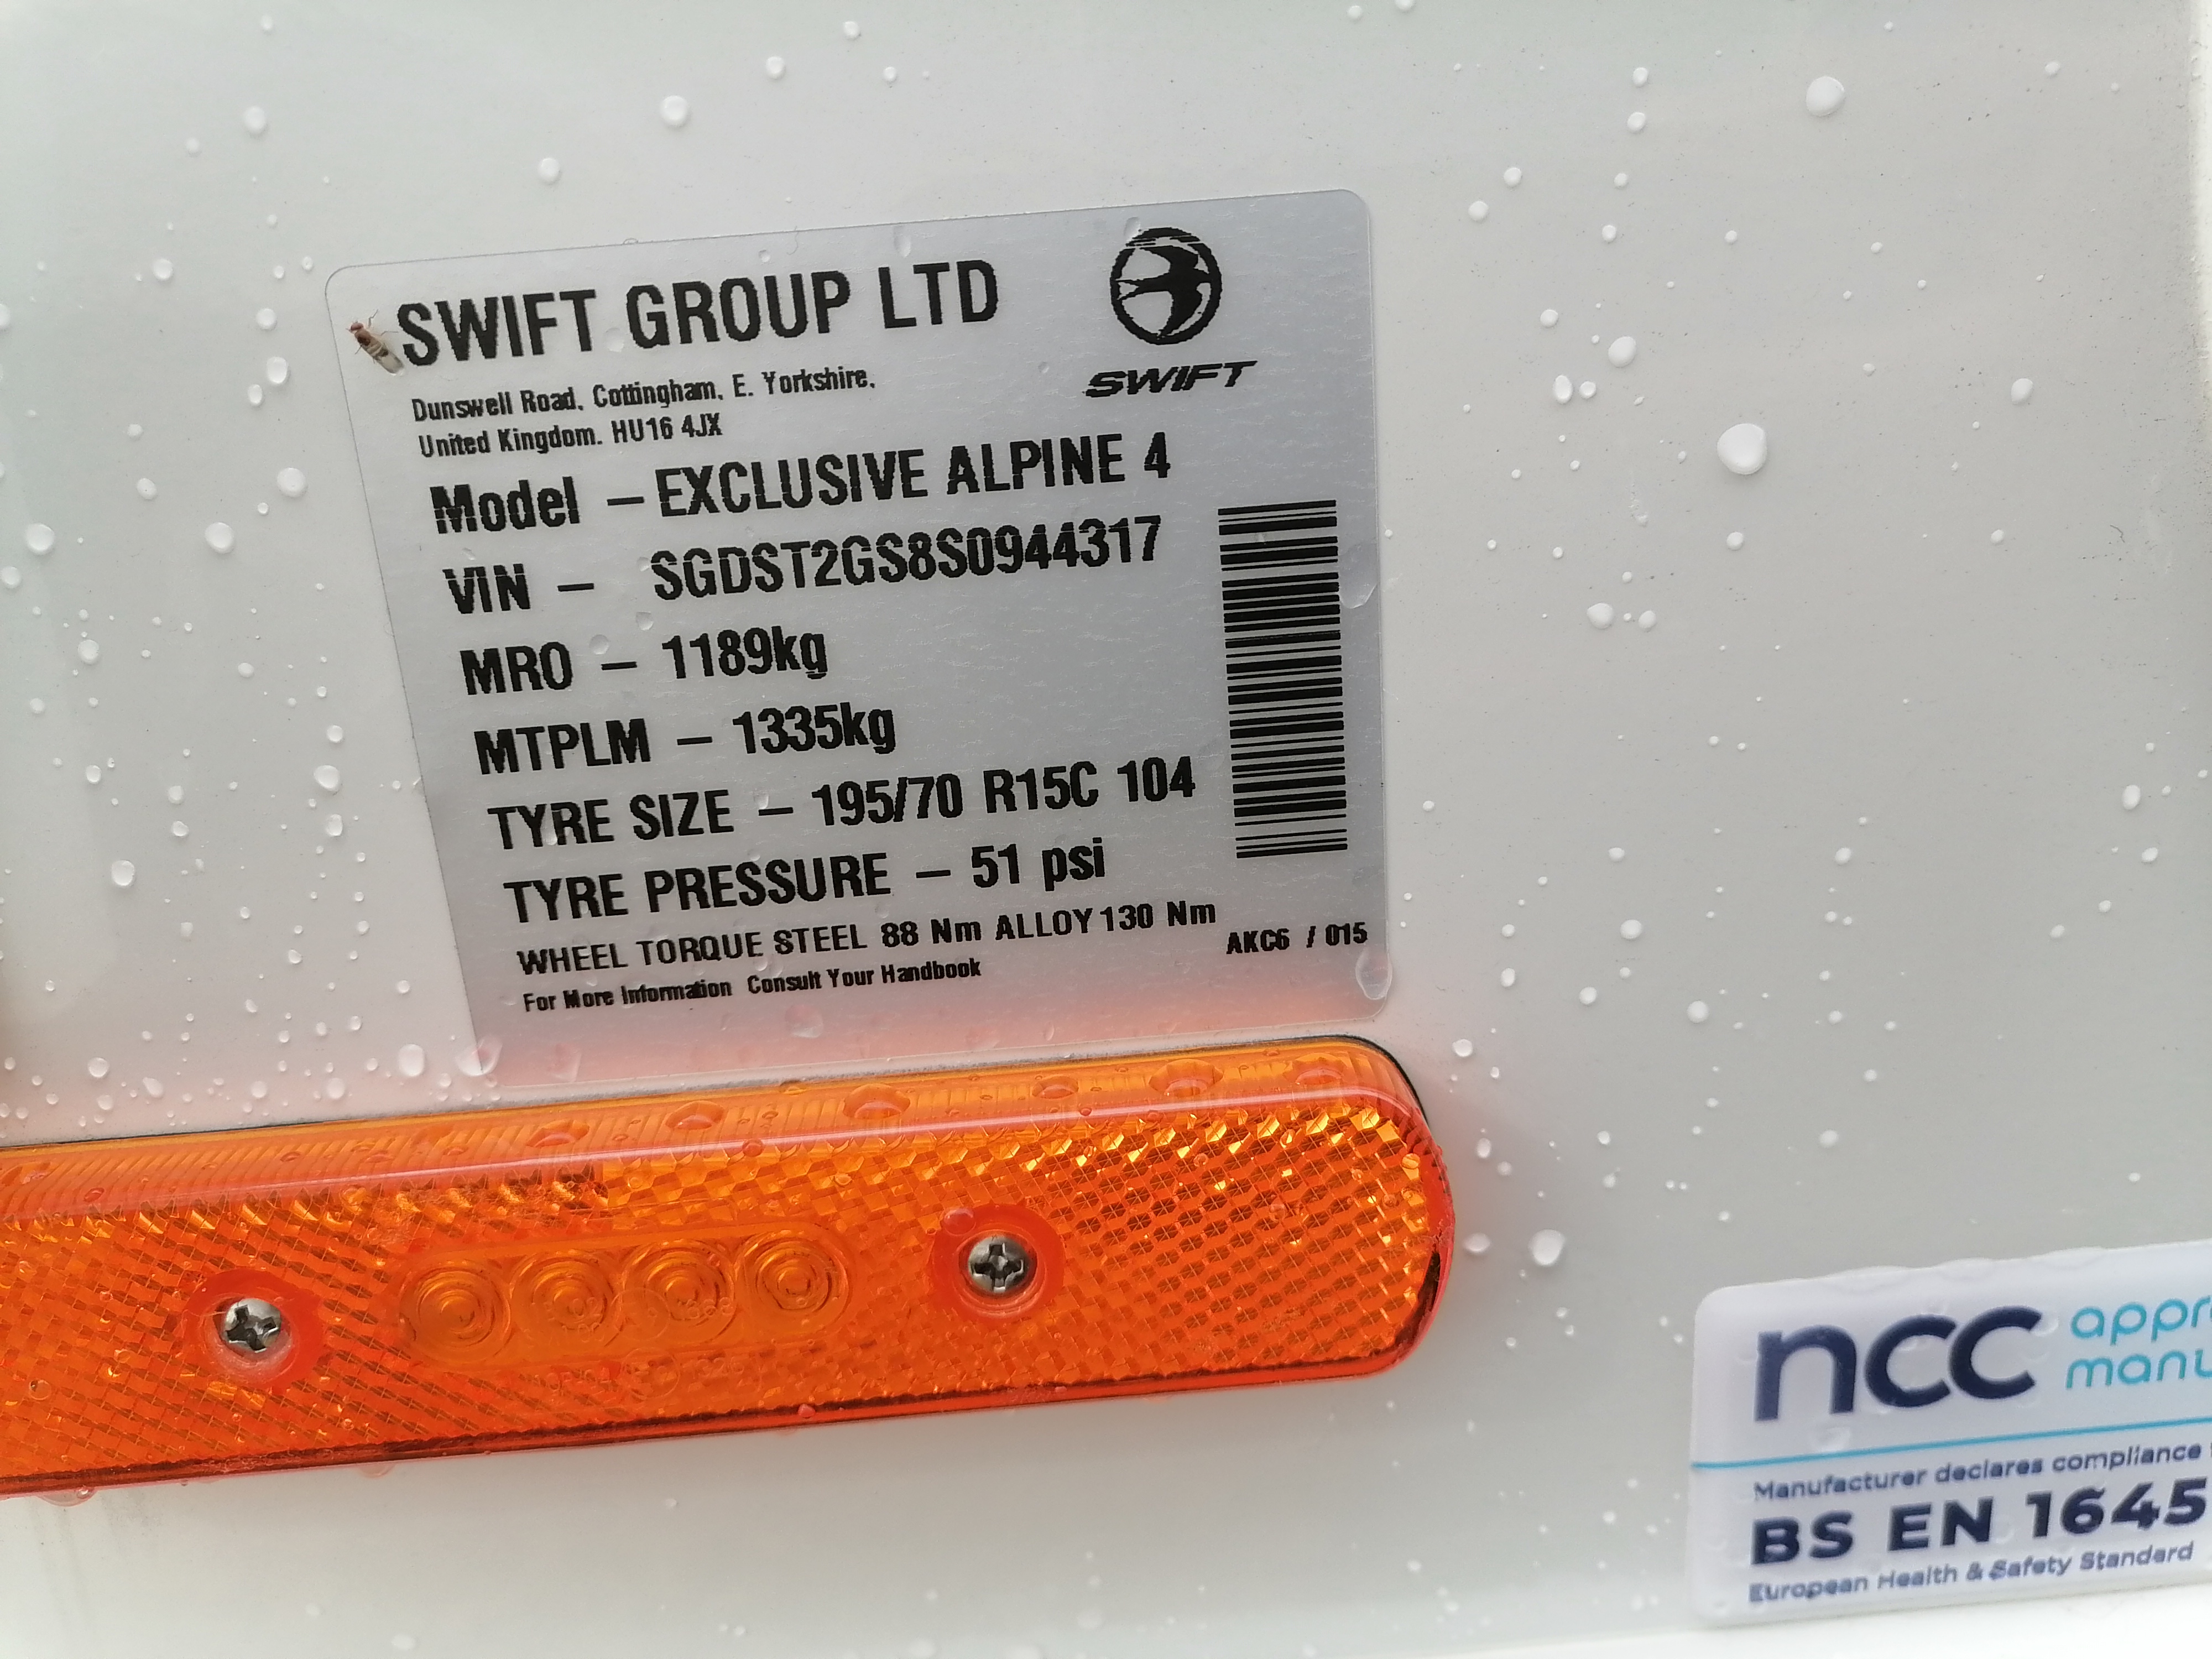 SWIFT GROUP LTD
SWIFT
Dunswell Road, Cottingham, E. Yorkshire,
United Kingdom. HU16 4JX
Model – EXCLUSIVE ALPINE 4
VIN – SGDST2GS8S0944317
MRO – 1189kg
MTPLM – 1335kg
TYRE SIZE – 195/70 R15C 104
TYRE PRESSURE – 51 psi
WHEEL TORQUE STEEL 88 Nm ALLOY 130 Nm
AKC6 / 015
For More Information Consult Your Handbook
ncc
Manufacturer declares compliance
BS EN 1645
European Health & Safety Standard